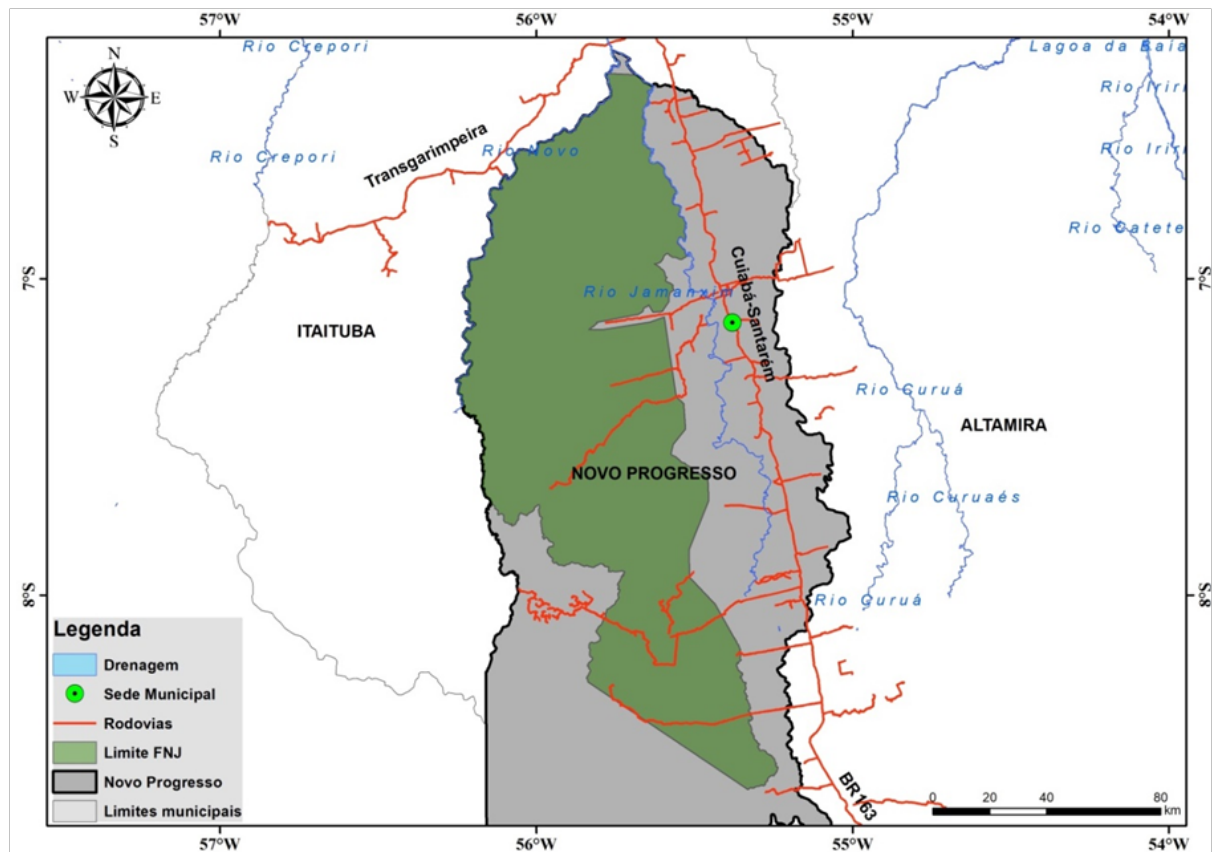 57°W
56°W
55°W
54°W
Rio Crepori
Lagoa da Baia
N
W
E
S
Rio Iriri
Transgarimpeira
Rio Crepori
Rio Novo
Rio Iriri
Rio Catete
7°S
7°S
Cuiabá-Santarém
Rio Jamanxim
ITAITUBA
Rio Curuá
ALTAMIRA
NOVO PROGRESSO
Rio Curuaés
8°S
8°S
Rio Curuá
Legenda
Drenagem
Sede Municipal
Rodovias
Limite FNJ
Novo Progresso
Limites municipais
BR163
0 20 40 80
km
57°W
56°W
55°W
54°W